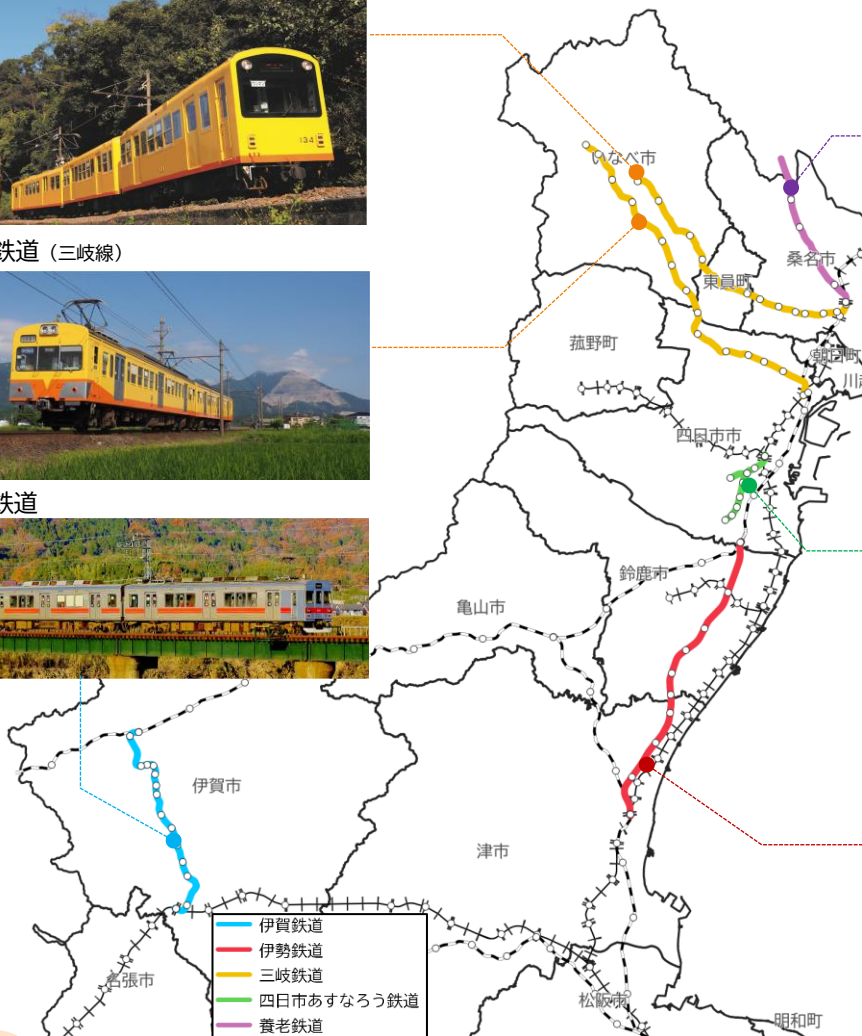 134
鉄道（三岐線）
鉄道
いなべ市
桑名市
東員町
菰野町
朝日町
川越
四日市市
鈴鹿市
亀山市
伊賀市
津市
名張市
松阪市
明和町
伊賀鉄道
伊勢鉄道
三岐鉄道
四日市あすなろう鉄道
養老鉄道